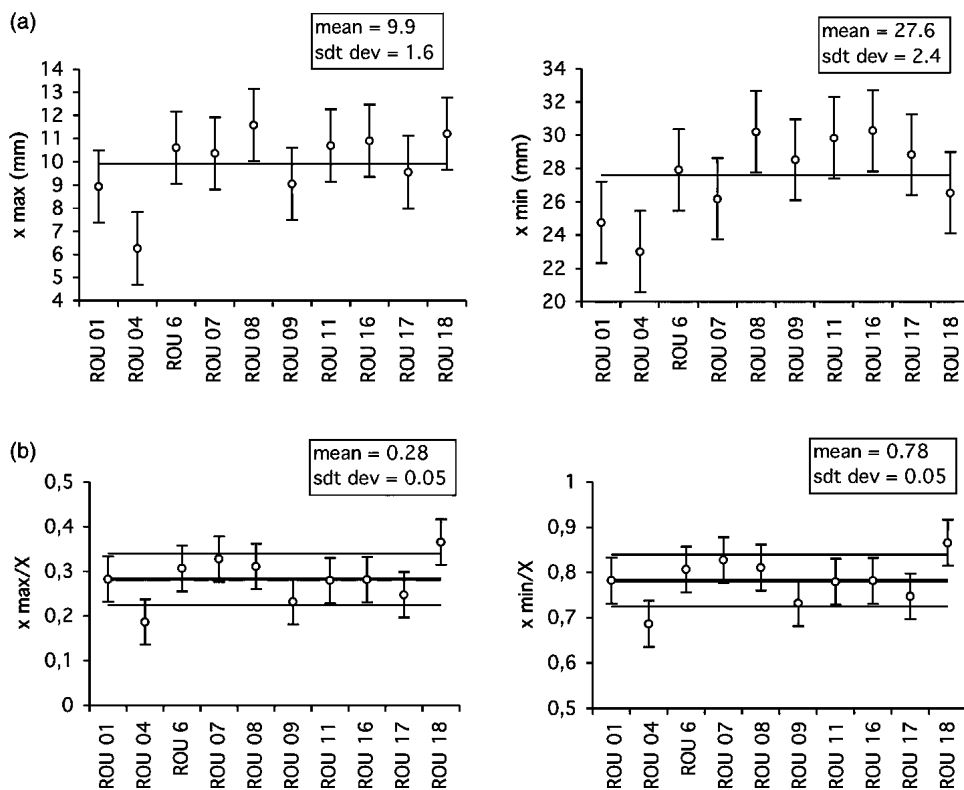 (a)
mean = 9.9
sdt dev = 1.6
x max (mm)
14
13
12
11
10
9
8
7
6
5
4
ROU 01
ROU 04
ROU 6
ROU 07
ROU 08
ROU 09
ROU 11
ROU 16
ROU 17
ROU 18
mean = 27.6
sdt dev = 2.4
x min (mm)
34
32
30
28
26
24
22
20
ROU 01
ROU 04
ROU 6
ROU 07
ROU 08
ROU 09
ROU 11
ROU 16
ROU 17
ROU 18
(b)
mean = 0.28
sdt dev = 0.05
x max/X
0,5
0,4
0,3
0,2
0,1
0
ROU 01
ROU 04
ROU 6
ROU 07
ROU 08
ROU 09
ROU 11
ROU 16
ROU 17
ROU 18
mean = 0.78
sdt dev = 0.05
x min/X
1
0,9
0,8
0,7
0,6
0,5
ROU 01
ROU 04
ROU 6
ROU 07
ROU 08
ROU 09
ROU 11
ROU 16
ROU 17
ROU 18